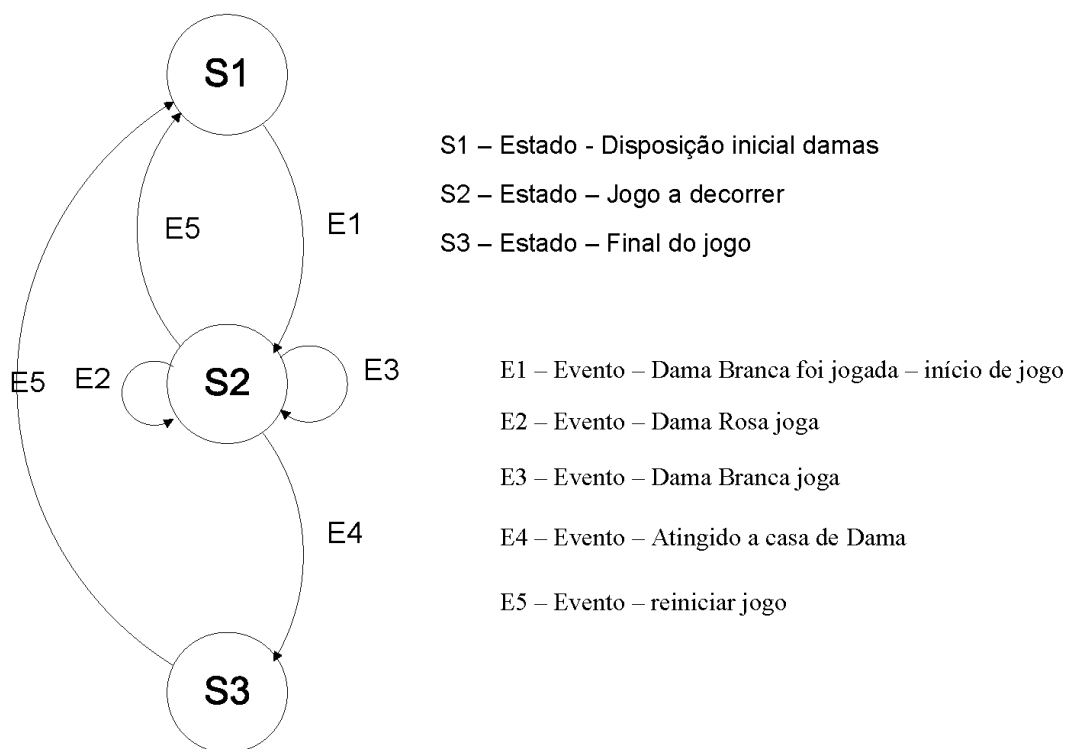 S1
S1 – Estado - Disposição inicial damas
S2 – Estado – Jogo a decorrer
S3 – Estado – Final do jogo
E5
E1
E5
E2
S2
E3
E4
S3
E1 – Evento – Dama Branca foi jogada – início de jogo
E2 – Evento – Dama Rosa joga
E3 – Evento – Dama Branca joga
E4 – Evento – Atingido a casa de Dama
E5 – Evento – reiniciar jogo